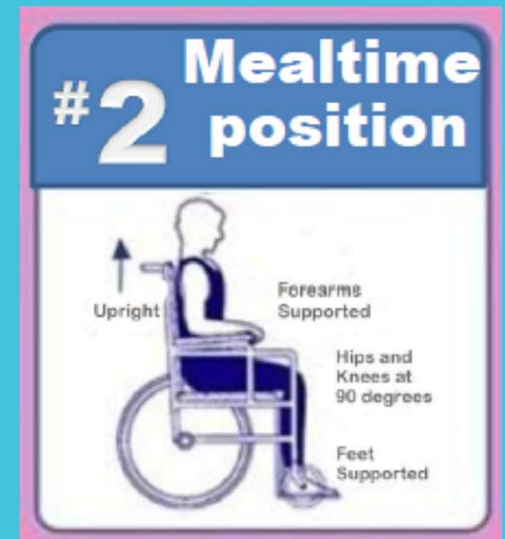 #2 Mealtime
position
Upright
Forearms
Supported
Hips and
Knees at
90 degrees
Feet
Supported